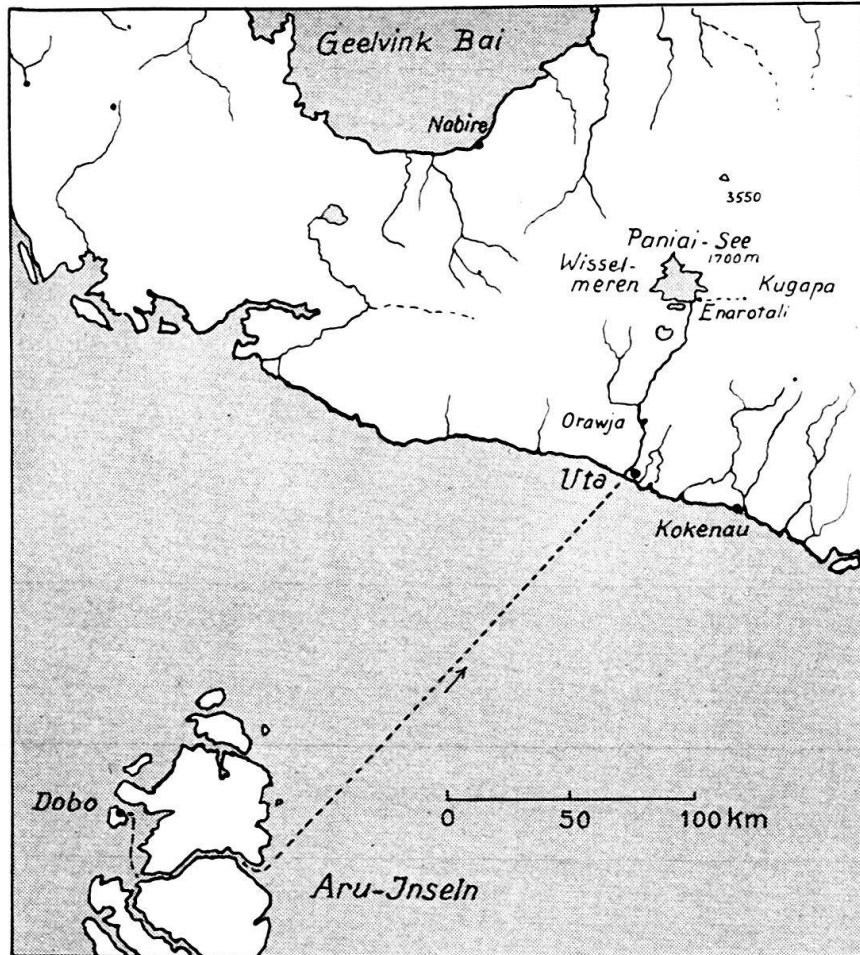 Geelvink Bai
Nabire
3550
Paniai-See
1700m
Wissel-
meren
Kugapa
Enarotali
Orawja
Uta
Kokenau
Dobo
0 50 100 km
Aru-Jnseln